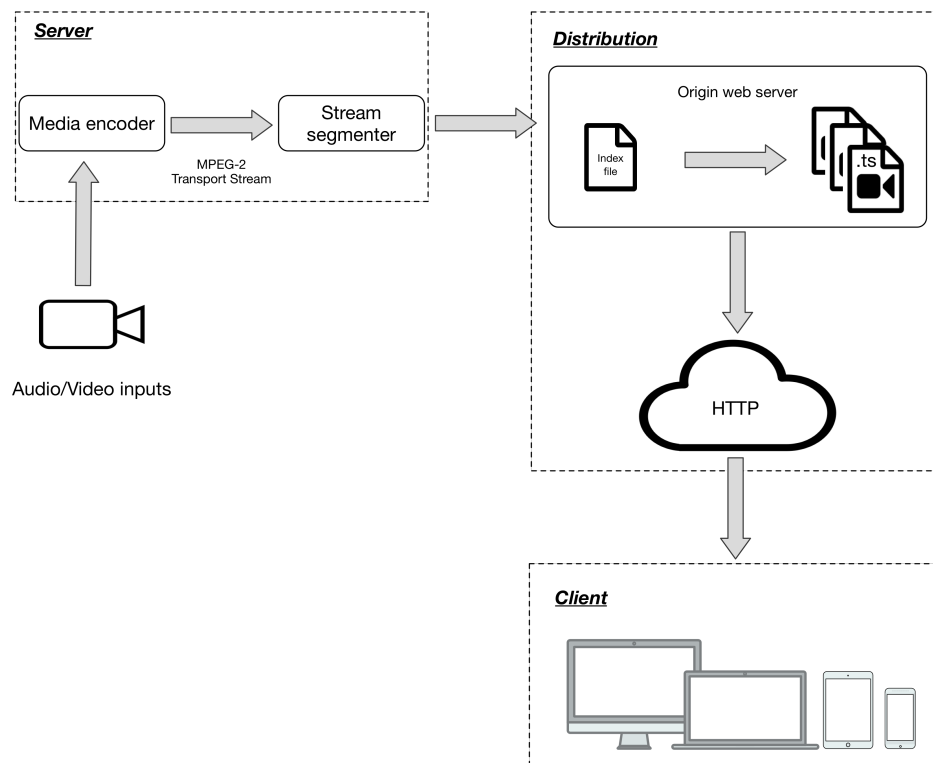 Server
Media encoder
Stream
segmenter
MPEG-2
Transport Stream
Audio/Video inputs
Distribution
Origin web server
Index
file
.ts
HTTP
Client